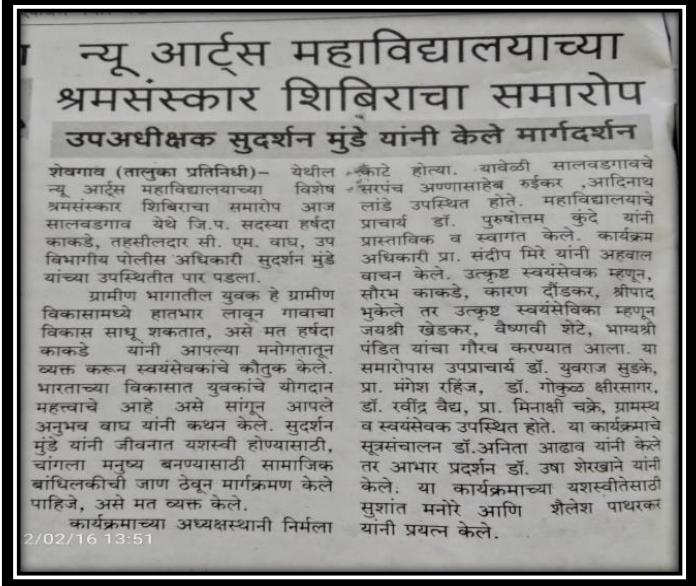 न्यू आर्ट्स महाविद्यालयाच्या
श्रमसंस्कार शिबिराचा समारोप
उपअधीक्षक सुदर्शन मुंडे यांनी केले मार्गदर्शन
शेवगाव (तालुका प्रतिनिधी)– येथील
न्यू आर्ट्स महाविद्यालयाच्या विशेष
श्रमसंस्कार शिबिराचा समारोप आज
सालवडगाव येथे जि.प. सदस्या हर्षदा
काकडे, तहसीलदार सी. एम. वाघ, उप
विभागीय पोलीस अधिकारी सुदर्शन मुंडे
यांच्या उपस्थितीत पार पडला.
ग्रामीण भागातील युवक हे ग्रामीण
विकासामध्ये हातभार लावून गावाचा
विकास साधू शकतात, असे मत हर्षदा
काकडे यांनी आपल्या मनोगतातून
व्यक्त करून स्वयंसेवकांचे कौतुक केले.
भारताच्या विकासात युवकांचे योगदान
महत्त्वाचे आहे असे सांगून आपले
अनुभव वाघ यांनी कथन केले. सुदर्शन
मुंडे यांनी जीवनात यशस्वी होण्यासाठी,
चांगला मनुष्य बनण्यासाठी सामाजिक
बांधिलकीची जाण ठेवून मार्गक्रमण केले
पाहिजे, असे मत व्यक्त केले.
कार्यक्रमाच्या अध्यक्षस्थानी निर्मला
काटे होत्या. यावेळी सालवडगावचे
सरपंच अण्णासाहेब रुईकर ,आदिनाथ
लांडे उपस्थित होते. महाविद्यालयाचे
प्राचार्य डॉ. पुरुषोत्तम कुंदे यांनी
प्रास्ताविक व स्वागत केले. कार्यक्रम
अधिकारी प्रा. संदीप मिरे यांनी अहवाल
वाचन केले. उत्कृष्ट स्वयंसेवक म्हणून,
सौरभ काकडे, कारण दौंडकर, श्रीपाद
भुकेले तर उत्कृष्ट स्वयंसेविका म्हणून
जयश्री खेडकर, वैष्णवी शेटे, भाग्यश्री
पंडित यांचा गौरव करण्यात आला. या
समारोपास उपप्राचार्य डॉ. युवराज सुडके,
प्रा. मंगेश रहिंज, डॉ. गोकुळ क्षीरसागर,
डॉ. रवींद्र वैद्य, प्रा. मिनाक्षी चक्रे, ग्रामस्थ
व स्वयंसेवक उपस्थित होते. या कार्यक्रमाचे
सूत्रसंचालन डॉ.अनिता आढाव यांनी केले
तर आभार प्रदर्शन डॉ. उषा शेरखाने यांनी
केले. या कार्यक्रमाच्या यशस्वीतेसाठी
सुशांत मनोरे आणि शैलेश पाथरकर
यांनी प्रयत्न केले.
2/02/16 13:51